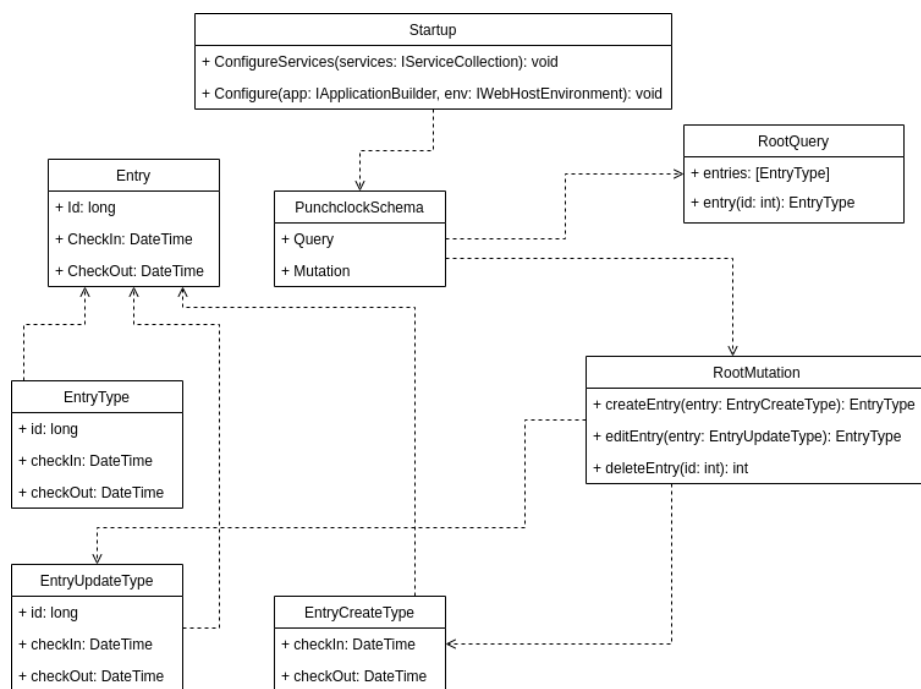 Startup
+ ConfigureServices(services: IServiceCollection): void
+ Configure(app: IApplicationBuilder, env: IWebHostEnvironment): void
RootQuery
+ entries: [EntryType]
+ entry(id: int): EntryType
Entry
+ Id: long
+ CheckIn: DateTime
+ CheckOut: DateTime
PunchclockSchema
+ Query
+ Mutation
RootMutation
+ createEntry(entry: EntryCreateType): EntryType
+ editEntry(entry: EntryUpdateType): EntryType
+ deleteEntry(id: int): int
EntryType
+ id: long
+ checkIn: DateTime
+ checkOut: DateTime
EntryUpdateType
+ id: long
+ checkIn: DateTime
+ checkOut: DateTime
EntryCreateType
+ checkIn: DateTime
+ checkOut: DateTime